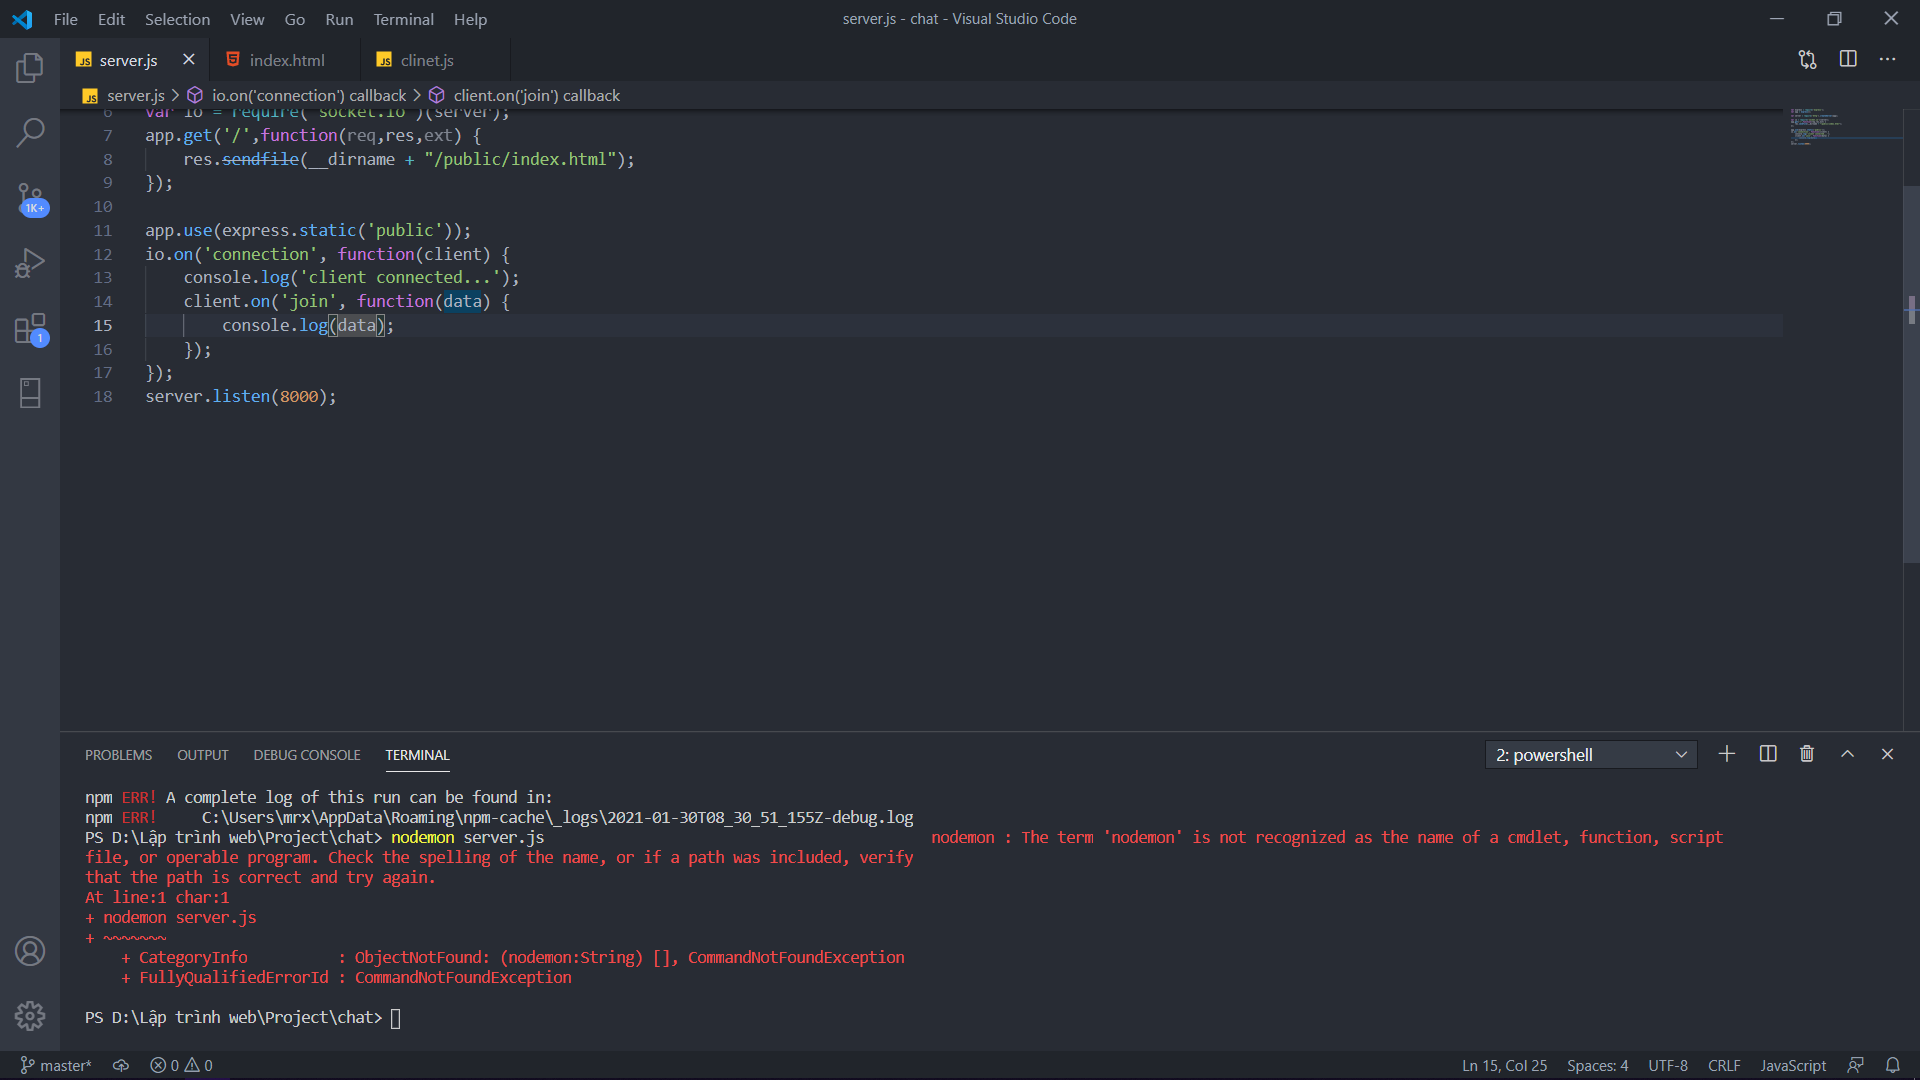 File Edit Selection View Go Run Terminal Help
server.js - chat - Visual Studio Code
server.js index.html clinet.js
server.js > io.on('connection') callback > client.on('join') callback
6 var io = require('socket.io')(server);
7 app.get('/',function(req,res,ext) {
8 res.sendfile(__dirname + "/public/index.html");
9 });
10
11 app.use(express.static('public'));
12 io.on('connection', function(client) {
13 console.log('client connected...');
14 client.on('join', function(data) {
15 console.log(data);
16 });
17 });
18 server.listen(8000);
1K+
1
PROBLEMS OUTPUT DEBUG CONSOLE TERMINAL
2: powershell
npm ERR! A complete log of this run can be found in:
npm ERR!     C:\Users\mrx\AppData\Roaming\npm-cache\_logs\2021-01-30T08_30_51_155Z-debug.log
PS D:\Lập trình web\Project\chat> nodemon server.js nodemon : The term 'nodemon' is not recognized as the name of a cmdlet, function, script
file, or operable program. Check the spelling of the name, or if a path was included, verify
that the path is correct and try again.
At line:1 char:1
+ nodemon server.js
+ ~~~~~~~
+ CategoryInfo          : ObjectNotFound: (nodemon:String) [], CommandNotFoundException
+ FullyQualifiedErrorId : CommandNotFoundException
PS D:\Lập trình web\Project\chat>
master* 0 0
Ln 15, Col 25 Spaces: 4 UTF-8 CRLF JavaScript